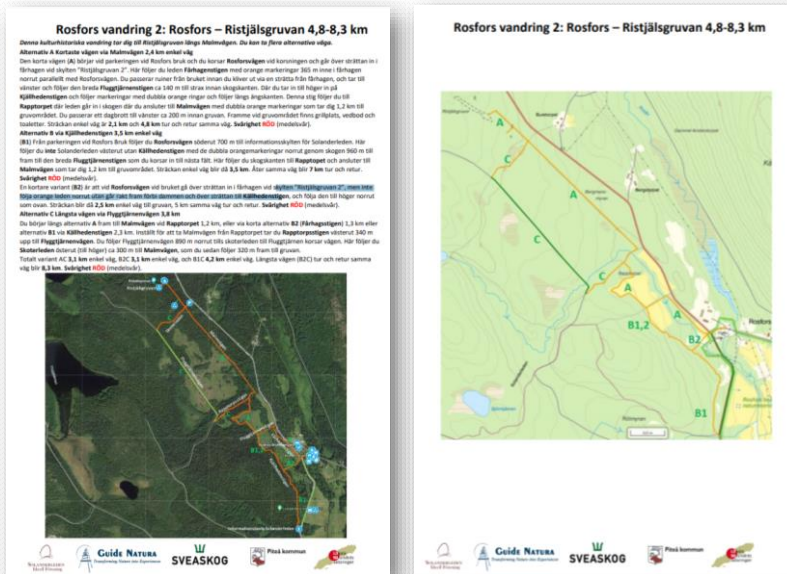 Rosfors vandring 2: Rosfors – Ristjälsgruvan 4,8-8,3 km
Denna kulturhistoriska vandring tar dig till Ristjälsgruvan längs Malmvägen. Du kan ta flera alternativa väga.
Alternativ A Kortaste vägen via Malmvägen 2,4 km enkel väg
Den korta vägen (A) börjar vid parkeringen vid Rosfors bruk och du korsar Rosforsvägen vid korsningen och går över strättan in i
fårhagen vid skylten "Ristjälsgruvan 2". Här följer du leden Fårhagenstigen med orange markeringar 365 m inne i fårhagen
norrut parallellt med Rosforsvägen. Du passerar ruiner från bruket innan du kliver ut via en strätta från fårhagen, och tar till
vänster och följer den breda Fluggtjärnenstigen ca 140 m till strax innan skogskanten. Där du tar in till höger in på
Kjällhedenstigen och följer markeringar med dubbla orange ringar och följer längs ängskanten. Denna stig följer du till
Rapptorpet där leden går in i skogen där du ansluter till Malmvägen med dubbla orange markeringar som tar dig 1,2 km till
gruvområdet. Du passerar ett dagbrott till vänster ca 200 m innan gruvan. Framme vid gruvområdet finns grillplats, vedbod och
toaletter. Sträckan enkel väg är 2,1 km och 4,8 km tur och retur samma väg. Svårighet RÖD (medelsvår).
Alternativ B via Kjällhedenstigen 3,5 km enkel väg
(B1) Från parkeringen vid Rosfors Bruk följer du Rosforsvägen söderut 700 m till informationsskylten för Solanderleden. Här
följer du inte Solanderleden västerut utan Kjällhedenstigen med de dubbla orangemarkeringar norrut genom skogen 960 m
fram till den breda Fluggtjärnenstigen som du korsar in till nästa fält. Här följer du skogskanten till Rapptopet och ansluter till
Malmvägen som tar dig 1,2 km till gruvområdet. Sträckan enkel väg blir då 3,5 km. Åter samma väg blir 7 km tur och retur.
Svårighet RÖD (medelsvår).
En kortare variant (B2) är att vid Rosforsvägen vid bruket gå över strättan in i fårhagen vid skylten "Ristjälsgruvan 2", men inte
följa orange leden norrut utan går rakt fram förbi dammen och över strättan till Kjällhedenstigen, och följa den till höger norrut
som ovan. Sträckan blir då 2,5 km enkel väg till gruvan, 5 km samma väg tur och retur. Svårighet RÖD (medelsvår).
Alternativ C Längsta vägen via Flyggtjärnenvägen 3,8 km
Du börjar längs alternativ A fram till Malmvägen vid Rapptorpet 1,2 km, eller via korta alternativ B2 (Fårhagsstigen) 1,3 km eller
alternativ B1 via Kjällhedenstigen 2,3 km. Istället för att ta Malmvägen från Rapptorpet tar du Rapptorpsstigen västerut 340 m
upp till Flyggtjärnenvägen. Du följer Flyggtjärnenvägen 890 m norrut tills skoterleden till Fluggtjärnen korsar vägen. Här följer du
Skoterleden österut (till höger) ca 300 m till Malmvägen, som du sedan följer 320 m fram till gruvan.
Totalt variant AC 3,1 km enkel väg, B2C 3,1 km enkel väg, och B1C 4,2 km enkel väg. Längsta vägen (B2C) tur och retur samma
väg blir 8,3 km. Svårighet RÖD (medelsvår).
Guide Natura
SVEASKOG
Piteå kommun
Rosfors vandring 2: Rosfors – Ristjälsgruvan 4,8-8,3 km
A
C
A
C
C
A
B1,2
A
B2
Rosfors
B1
Guide Natura
SVEASKOG
Piteå kommun